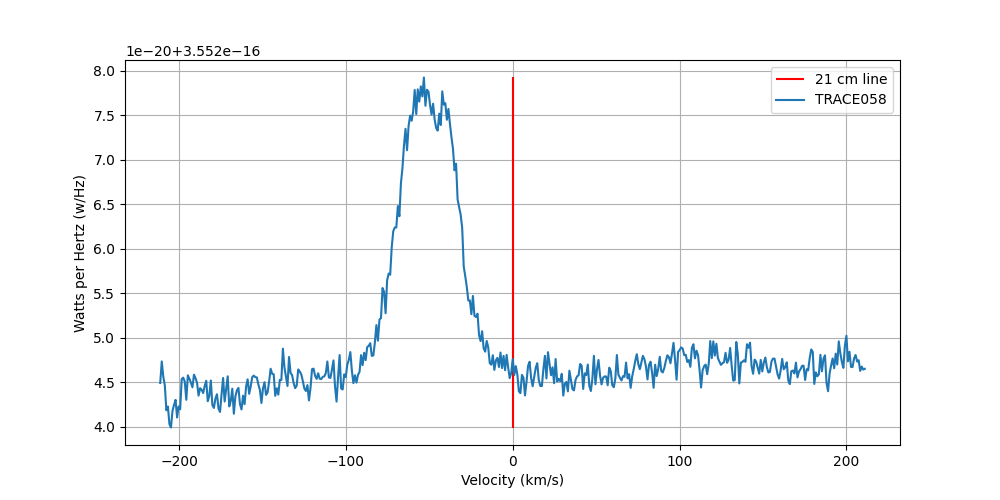 1e−20+3.552e−16
8.0
7.5
7.0
6.5
6.0
5.5
5.0
4.5
4.0
Watts per Hertz (w/Hz)
21 cm line
TRACE058
−200
−100
0
100
200
Velocity (km/s)